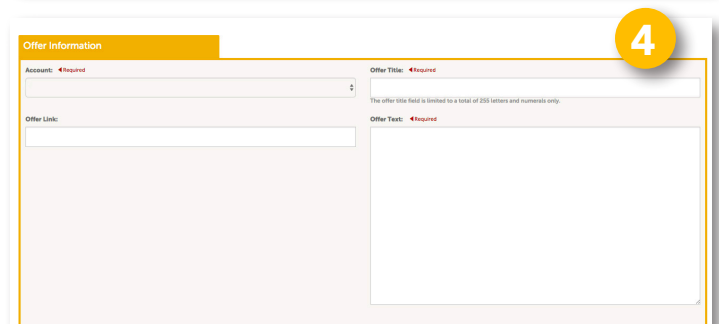 4
Offer Information
Account: ◀Required
Offer Title: ◀Required
The offer title field is limited to a total of 255 letters and numerals only.
Offer Link:
Offer Text: ◀Required